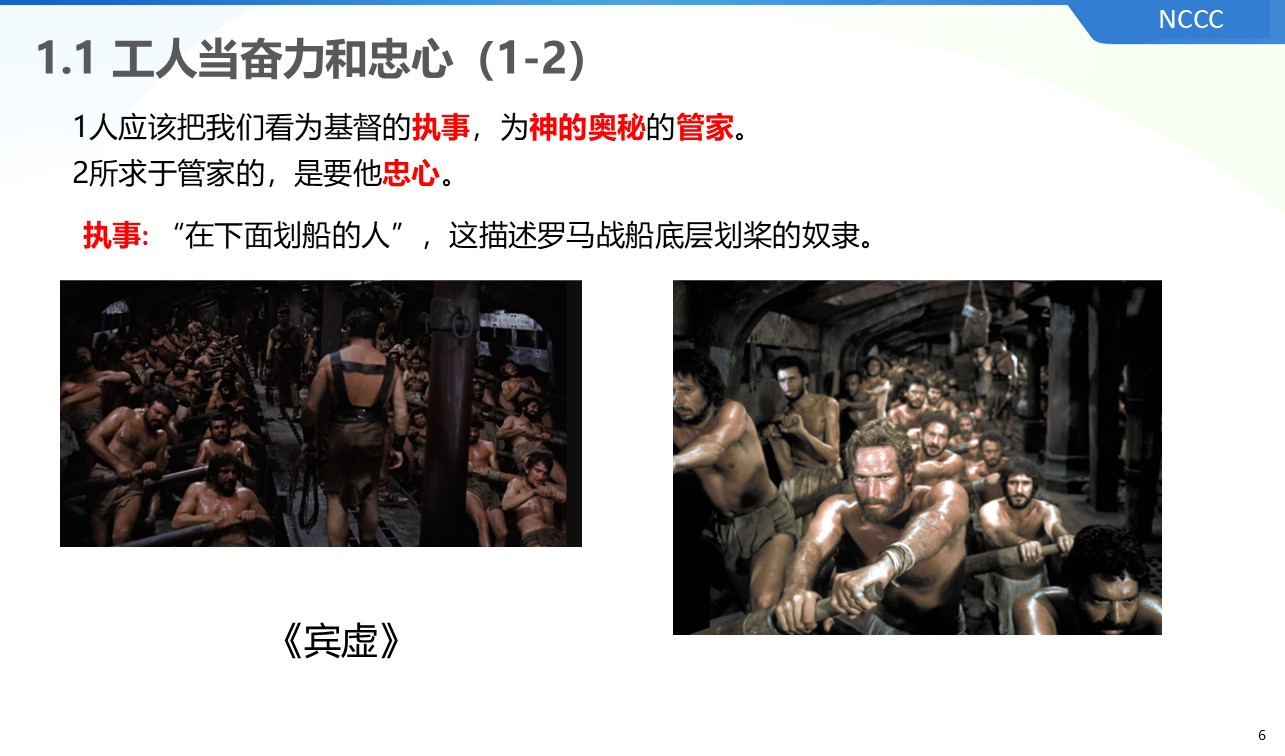 NCCC
1.1 工人当奋力和忠心（1-2）
1人应该把我们看为基督的执事，为神的奥秘的管家。
2所求于管家的，是要他忠心。
执事: “在下面划船的人”，这描述罗马战船底层划桨的奴隶。
《宾虚》
6